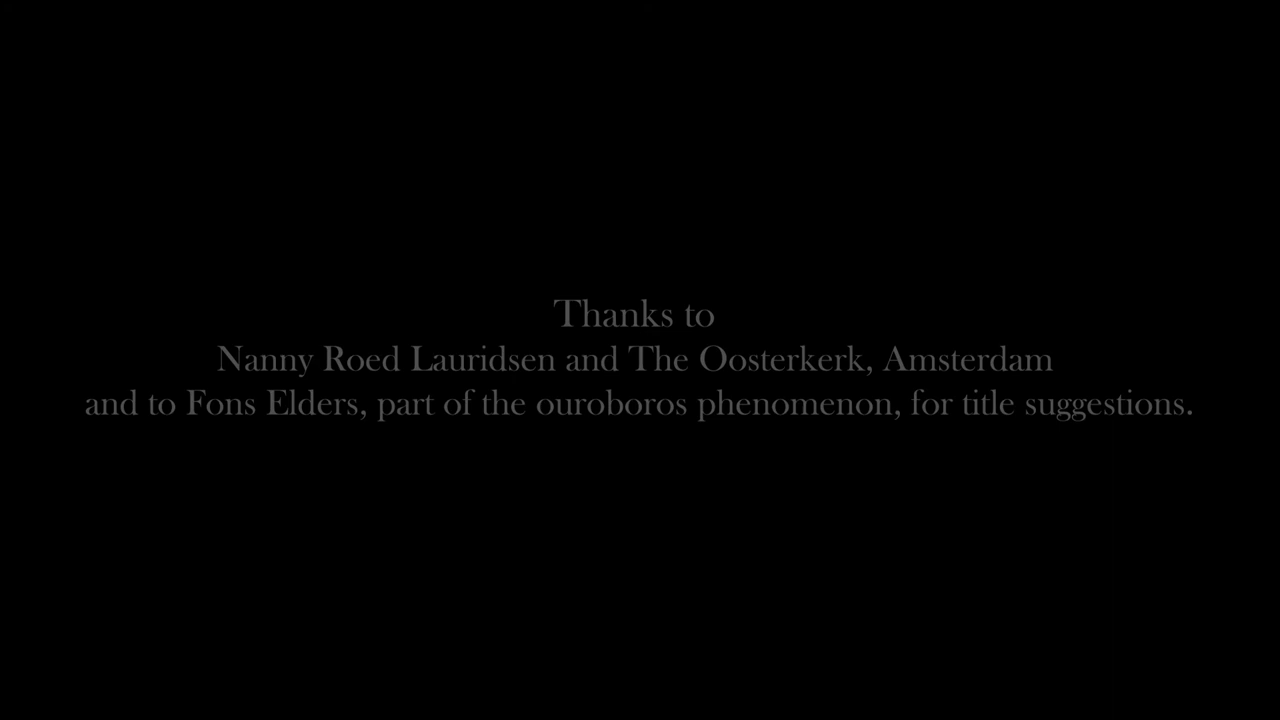 Thanks to
Nanny Roed Lauridsen and The Oosterkerk, Amsterdam
and to Fons Elders, part of the ouroboros phenomenon, for title suggestions.